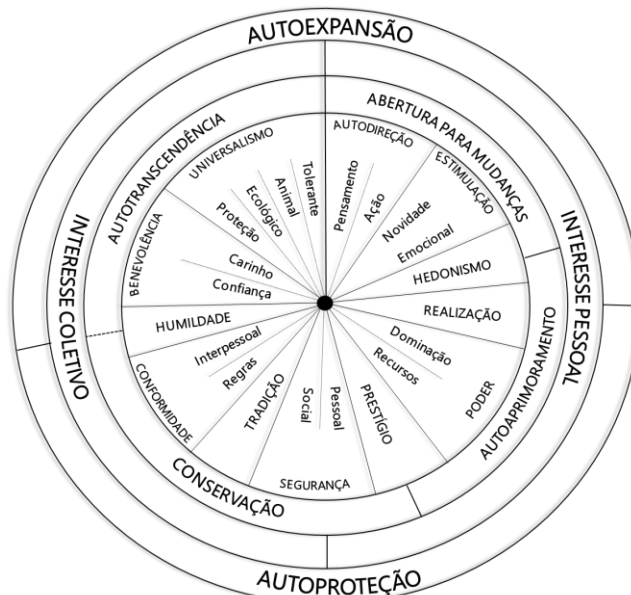 AUTOEXPANSÃO
ABERTURA PARA MUDANÇAS
AUTOTRANSCENDÊNCIA
UNIVERSALISMO
AUTODIREÇÃO
ESTIMULAÇÃO
Tolerante
Animal
Ecológico
Proteção
Pensamento
Ação
Novidade
Emocional
INTERESSE COLETIVO
INTERESSE PESSOAL
BENEVOLÊNCIA
Carinho
Confiança
HEDONISMO
HUMILDADE
REALIZAÇÃO
Interpessoal
Regras
Dominação
Recursos
CONFORMIDADE
TRADIÇÃO
Social
Pessoal
PRESTÍGIO
PODER
AUTOAPRIMORAMENTO
SEGURANÇA
CONSERVAÇÃO
AUTOPROTEÇÃO